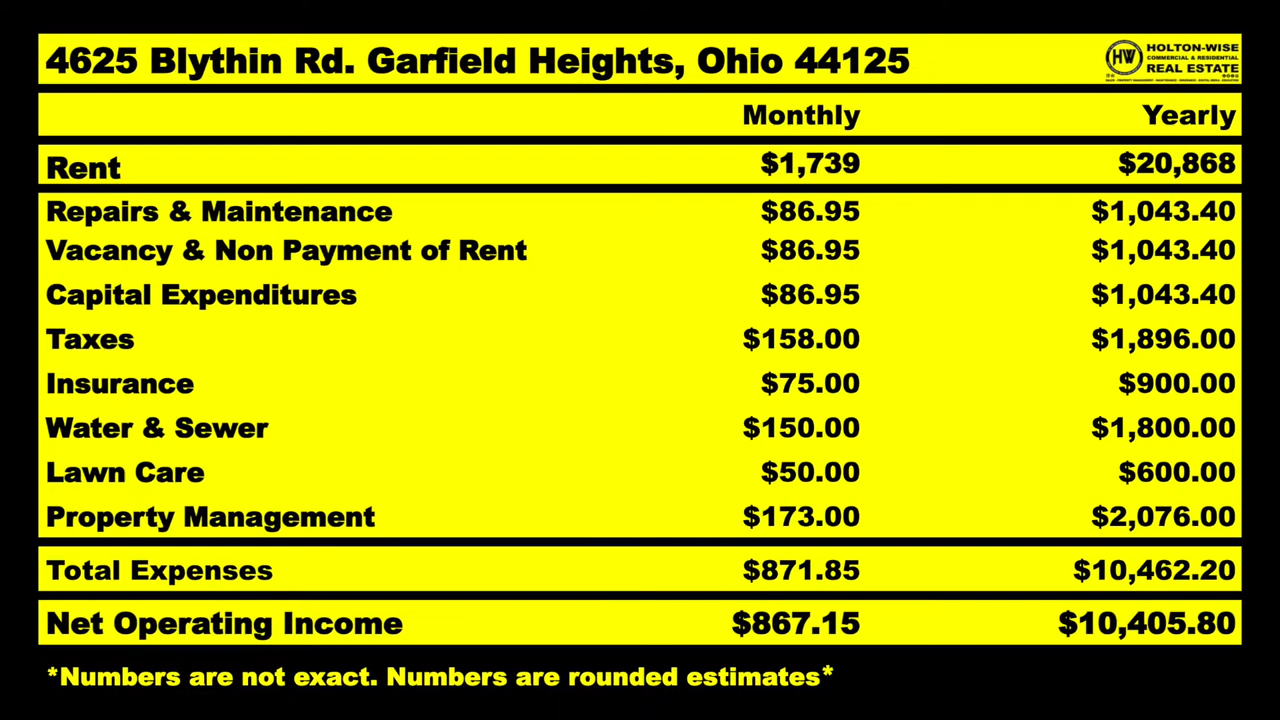 4625 Blythin Rd. Garfield Heights, Ohio 44125
HW
HOLTON-WISE
COMMERCIAL & RESIDENTIAL
REAL ESTATE
Monthly Yearly
Rent $1,739 $20,868
Repairs & Maintenance $86.95 $1,043.40
Vacancy & Non Payment of Rent $86.95 $1,043.40
Capital Expenditures $86.95 $1,043.40
Taxes $158.00 $1,896.00
Insurance $75.00 $900.00
Water & Sewer $150.00 $1,800.00
Lawn Care $50.00 $600.00
Property Management $173.00 $2,076.00
Total Expenses $871.85 $10,462.20
Net Operating Income $867.15 $10,405.80
*Numbers are not exact. Numbers are rounded estimates*